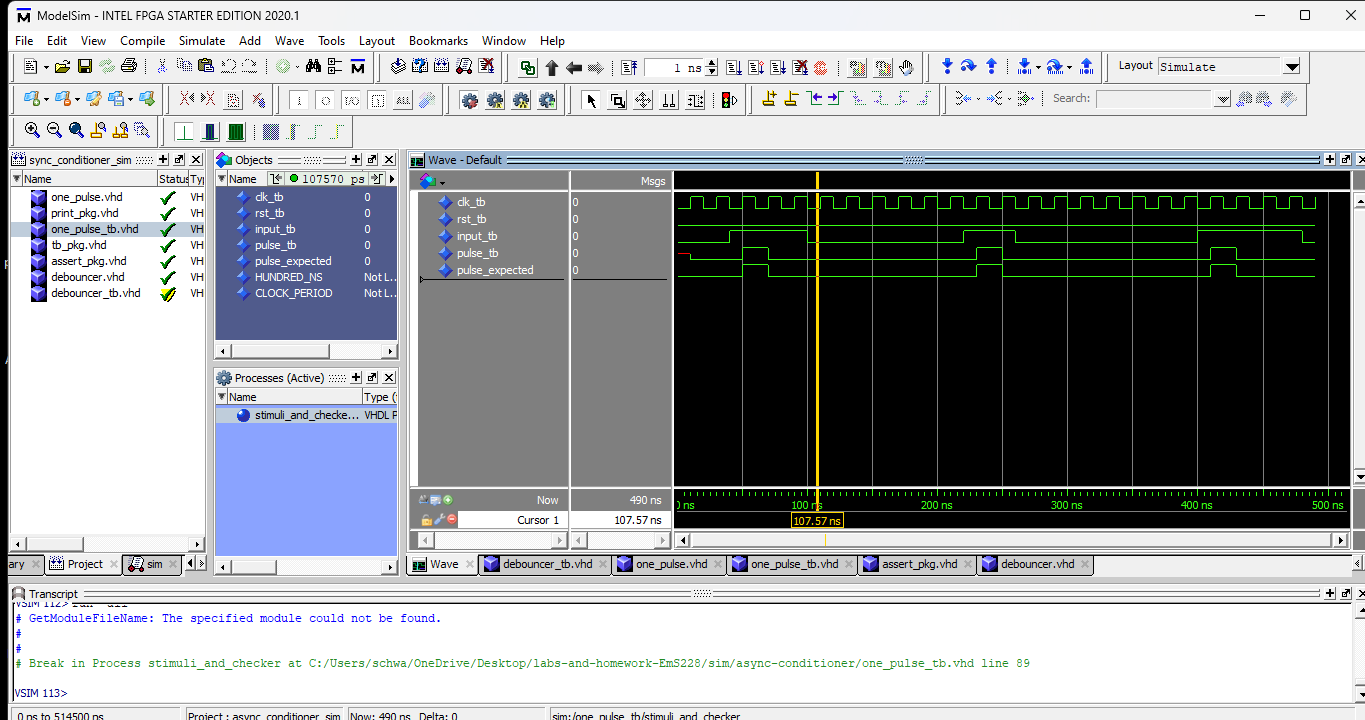 ModelSim - INTEL FPGA STARTER EDITION 2020.1
File Edit View Compile Simulate Add Wave Tools Layout Bookmarks Window Help
1 ns
Layout Simulate
Search:
sync_conditioner_sim
Name Status Ty
one_pulse.vhd VH
print_pkg.vhd VH
one_pulse_tb.vhd VH
tb_pkg.vhd VH
assert_pkg.vhd VH
debouncer.vhd VH
debouncer_tb.vhd VH
Objects
Name 107570 ps
clk_tb 0
rst_tb 0
input_tb 0
pulse_tb 0
pulse_expected 0
HUNDRED_NS Not L...
CLOCK_PERIOD Not L...
Processes (Active)
Name Type (
stimuli_and_checke... VHDL P
Wave - Default
Msgs
clk_tb 0
rst_tb 0
input_tb 0
pulse_tb 0
pulse_expected 0
Now 490 ns
ns 100 ns 200 ns 300 ns 400 ns 500 ns
Cursor 1 107.57 ns
107.57 ns
ary Project sim
Wave debouncer_tb.vhd one_pulse.vhd one_pulse_tb.vhd assert_pkg.vhd debouncer.vhd
Transcript
VSIM 112> run -all
# GetModuleFileName: The specified module could not be found.
#
#
# Break in Process stimuli_and_checker at C:/Users/schwa/OneDrive/Desktop/labs-and-homework-EmS228/sim/async-conditioner/one_pulse_tb.vhd line 89
VSIM 113>
0 ns to 514500 ps Project : async_conditioner_sim Now: 490 ns Delta: 0 sim:/one_pulse_tb/stimuli_and_checker